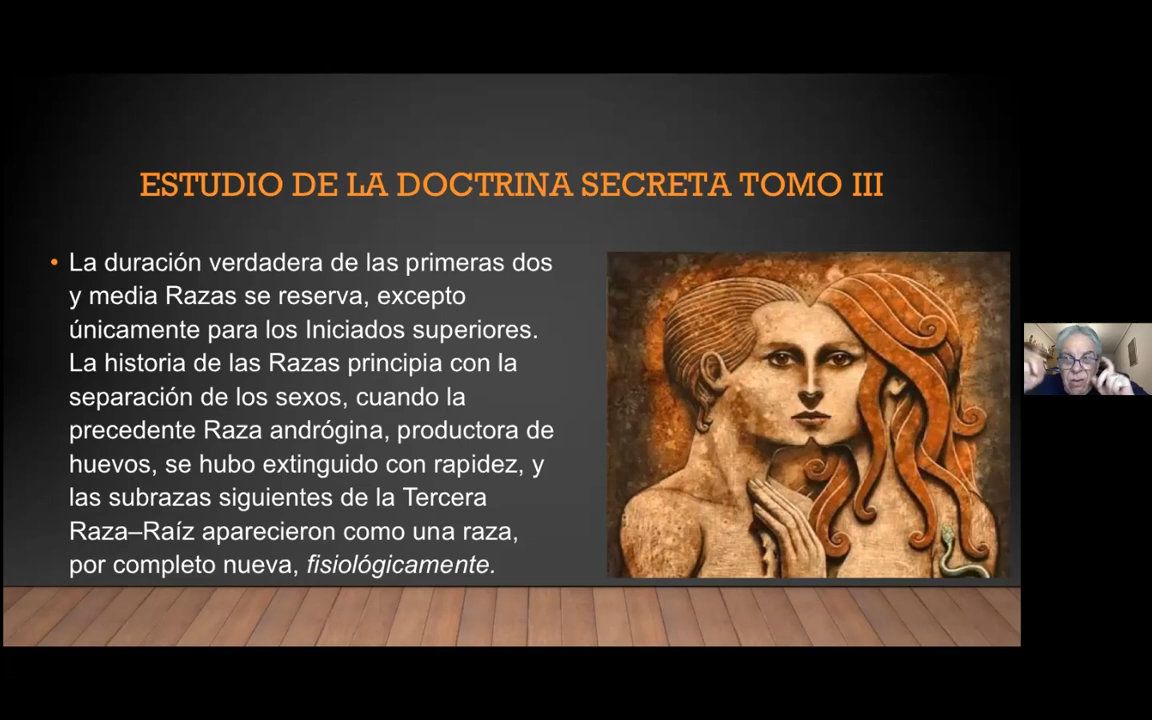 ESTUDIO DE LA DOCTRINA SECRETA TOMO III
• La duración verdadera de las primeras dos
y media Razas se reserva, excepto
únicamente para los Iniciados superiores.
La historia de las Razas principia con la
separación de los sexos, cuando la
precedente Raza andrógina, productora de
huevos, se hubo extinguido con rapidez, y
las subrazas siguientes de la Tercera
Raza–Raíz aparecieron como una raza,
por completo nueva, fisiológicamente.